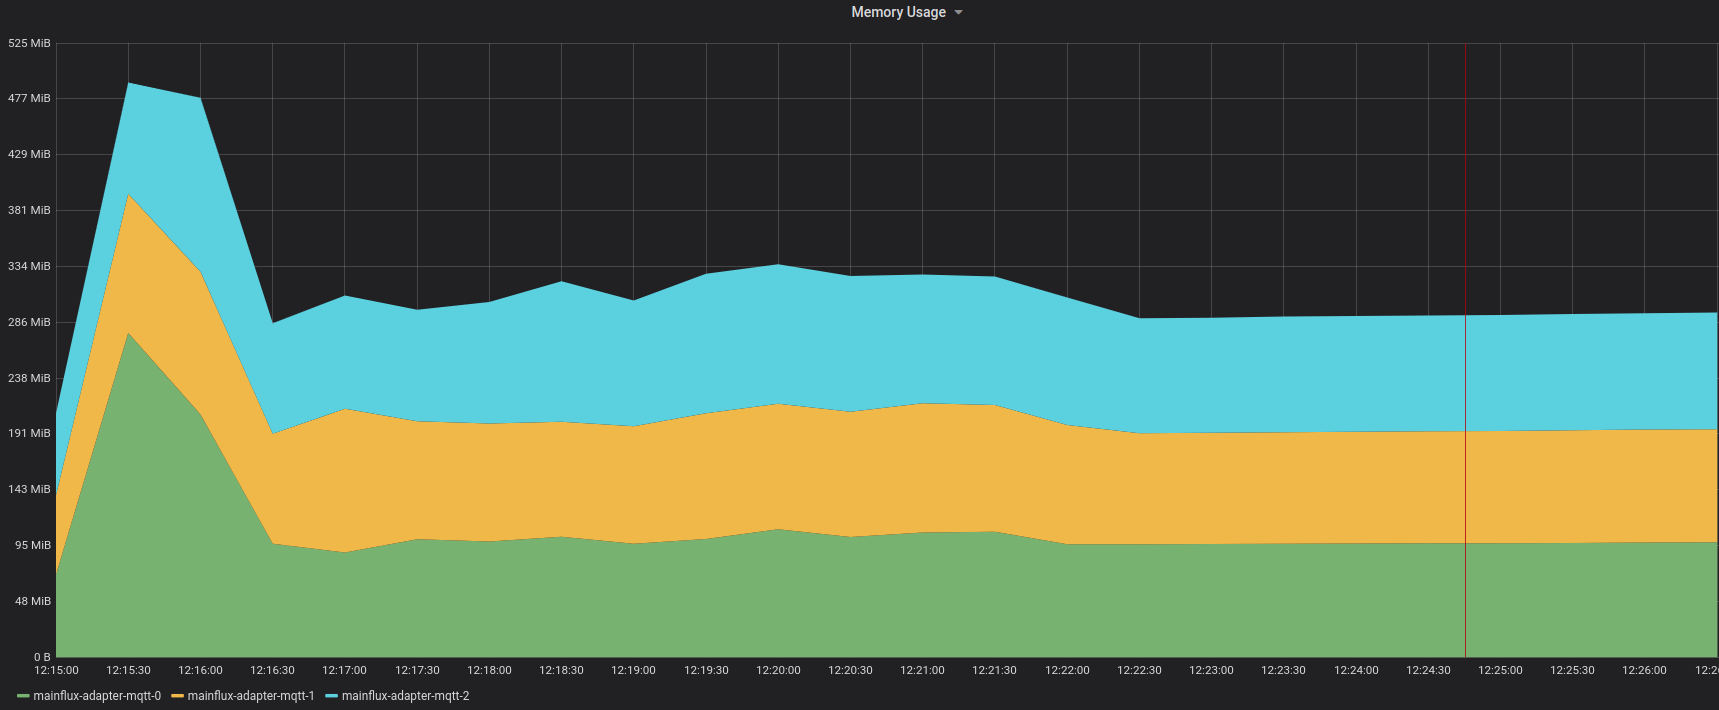 Memory Usage
525 MiB
477 MiB
429 MiB
381 MiB
334 MiB
286 MiB
238 MiB
191 MiB
143 MiB
95 MiB
48 MiB
0 B
12:15:00 12:15:30 12:16:00 12:16:30 12:17:00 12:17:30 12:18:00 12:18:30 12:19:00 12:19:30 12:20:00 12:20:30 12:21:00 12:21:30 12:22:00 12:22:30 12:23:00 12:23:30 12:24:00 12:24:30 12:25:00 12:25:30 12:26:00 12:2
mainflux-adapter-mqtt-0 mainflux-adapter-mqtt-1 mainflux-adapter-mqtt-2